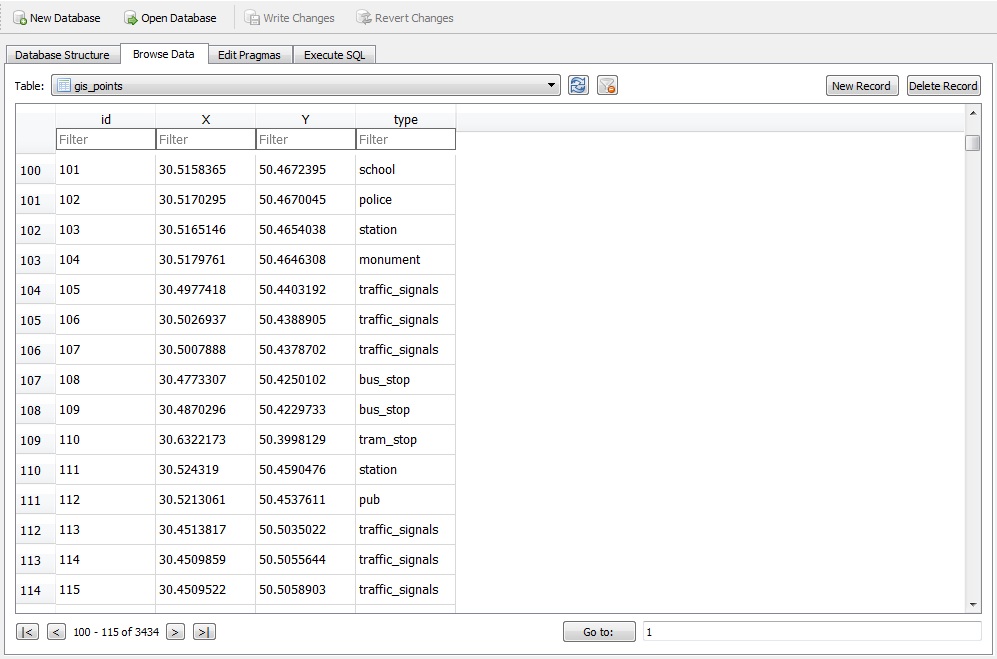 New Database Open Database Write Changes Revert Changes
Database Structure Browse Data Edit Pragmas Execute SQL
Table: gis_points New Record Delete Record
id X Y type
Filter Filter Filter Filter
100 101 30.5158365 50.4672395 school
101 102 30.5170295 50.4670045 police
102 103 30.5165146 50.4654038 station
103 104 30.5179761 50.4646308 monument
104 105 30.4977418 50.4403192 traffic_signals
105 106 30.5026937 50.4388905 traffic_signals
106 107 30.5007888 50.4378702 traffic_signals
107 108 30.4773307 50.4250102 bus_stop
108 109 30.4870296 50.4229733 bus_stop
109 110 30.6322173 50.3998129 tram_stop
110 111 30.524319 50.4590476 station
111 112 30.5213061 50.4537611 pub
112 113 30.4513817 50.5035022 traffic_signals
113 114 30.4509859 50.5055644 traffic_signals
114 115 30.4509522 50.5058903 traffic_signals
|< < 100 - 115 of 3434 > >| Go to: 1